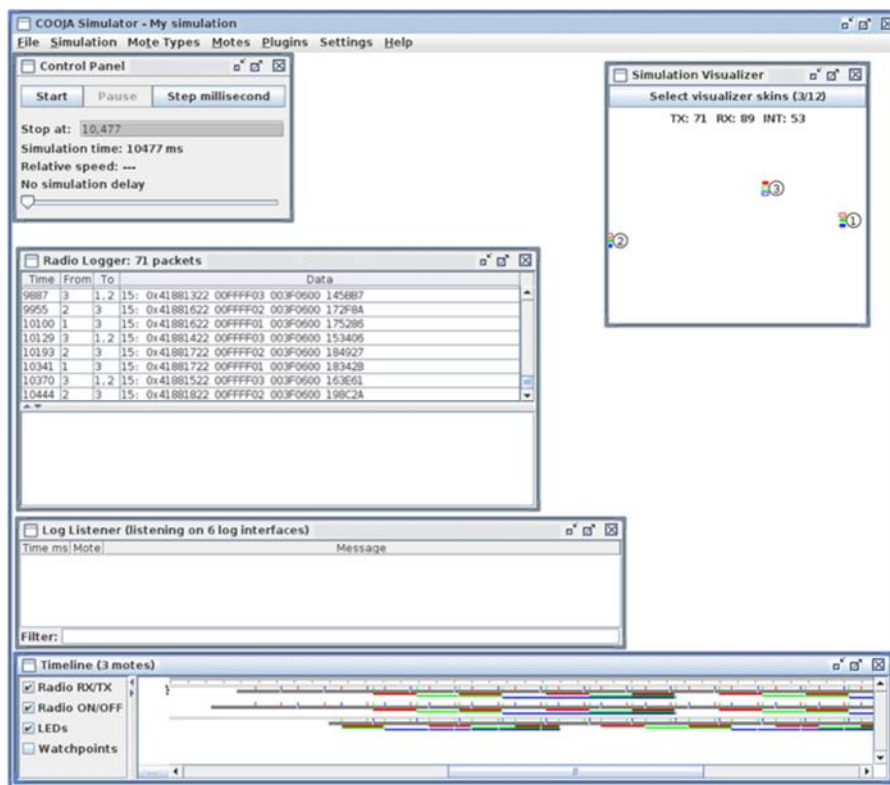 COOJA Simulator - My simulation
File Simulation Mote Types Motes Plugins Settings Help
Control Panel
Start Pause Step millisecond
Stop at: 10,477
Simulation time: 10477 ms
Relative speed: ---
No simulation delay
Simulation Visualizer
Select visualizer skins (3/12)
TX: 71 RX: 89 INT: 53
3
1
2
Radio Logger: 71 packets
Time From To Data
9887 3 1,2 15: 0x41881322 00FFFF03 003F0600 145BB7
9955 2 3 15: 0x41881622 00FFFF02 003F0600 172F8A
10100 1 3 15: 0x41881622 00FFFF01 003F0600 175286
10129 3 1,2 15: 0x41881422 00FFFF03 003F0600 153406
10193 2 3 15: 0x41881722 00FFFF02 003F0600 184927
10341 1 3 15: 0x41881722 00FFFF01 003F0600 18342B
10370 3 1,2 15: 0x41881522 00FFFF03 003F0600 163E61
10444 2 3 15: 0x41881822 00FFFF02 003F0600 198C2A
Log Listener (listening on 6 log interfaces)
Time ms Mote Message
Filter:
Timeline (3 motes)
Radio RX/TX
Radio ON/OFF
LEDs
Watchpoints
...